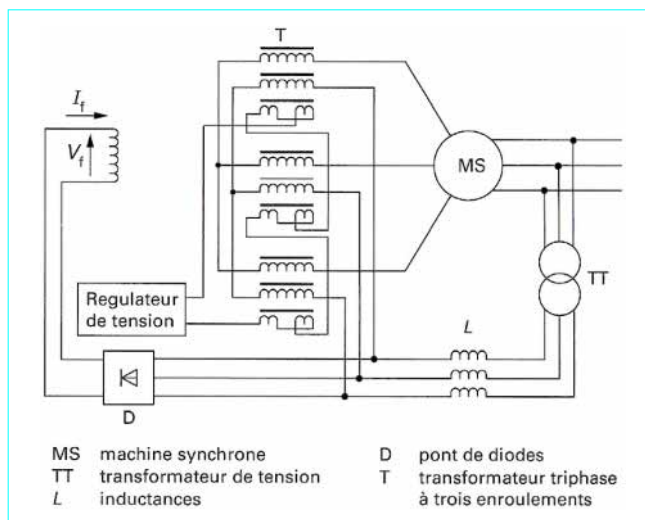 T
I_f
V_f
MS
Regulateur
de tension
TT
L
D
MS machine synchrone
TT transformateur de tension
L inductances
D pont de diodes
T transformateur triphase
à trois enroulements